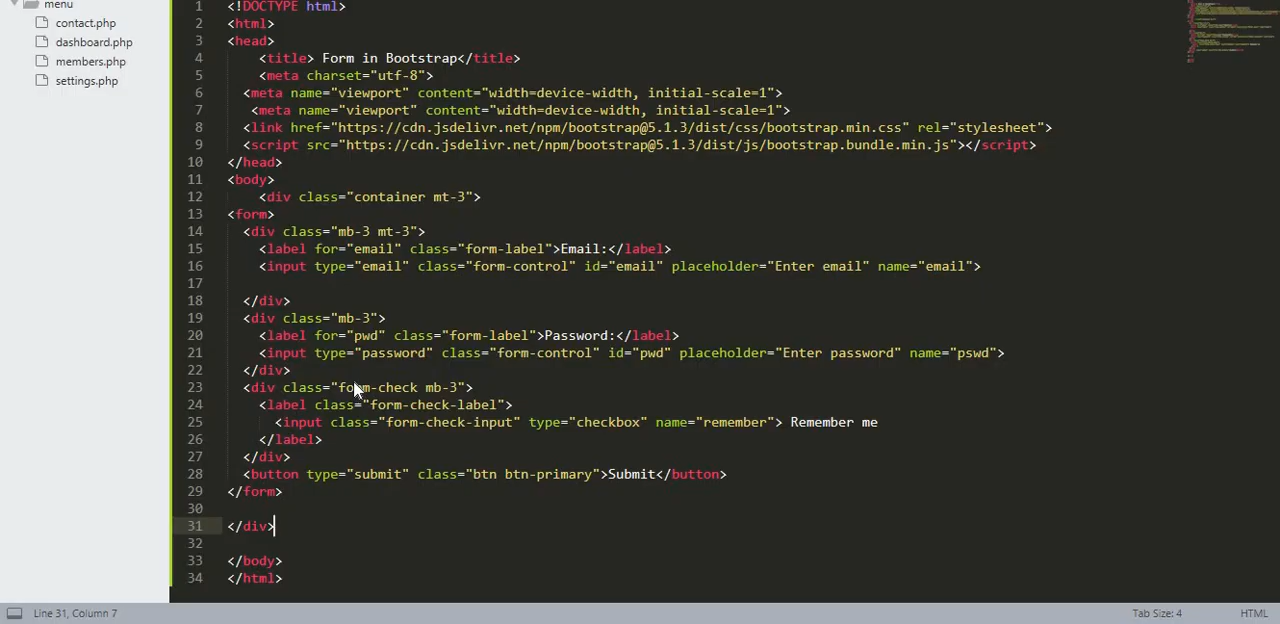 menu
contact.php
dashboard.php
members.php
settings.php
1 <!DOCTYPE html>
2 <html>
3 <head>
4 <title> Form in Bootstrap</title>
5 <meta charset="utf-8">
6 <meta name="viewport" content="width=device-width, initial-scale=1">
7 <meta name="viewport" content="width=device-width, initial-scale=1">
8 <link href="https://cdn.jsdelivr.net/npm/bootstrap@5.1.3/dist/css/bootstrap.min.css" rel="stylesheet">
9 <script src="https://cdn.jsdelivr.net/npm/bootstrap@5.1.3/dist/js/bootstrap.bundle.min.js"></script>
10 </head>
11 <body>
12 <div class="container mt-3">
13 <form>
14 <div class="mb-3 mt-3">
15 <label for="email" class="form-label">Email:</label>
16 <input type="email" class="form-control" id="email" placeholder="Enter email" name="email">
17
18 </div>
19 <div class="mb-3">
20 <label for="pwd" class="form-label">Password:</label>
21 <input type="password" class="form-control" id="pwd" placeholder="Enter password" name="pswd">
22 </div>
23 <div class="form-check mb-3">
24 <label class="form-check-label">
25 <input class="form-check-input" type="checkbox" name="remember"> Remember me
26 </label>
27 </div>
28 <button type="submit" class="btn btn-primary">Submit</button>
29 </form>
30
31 </div>
32
33 </body>
34 </html>
Line 31, Column 7
Tab Size: 4
HTML